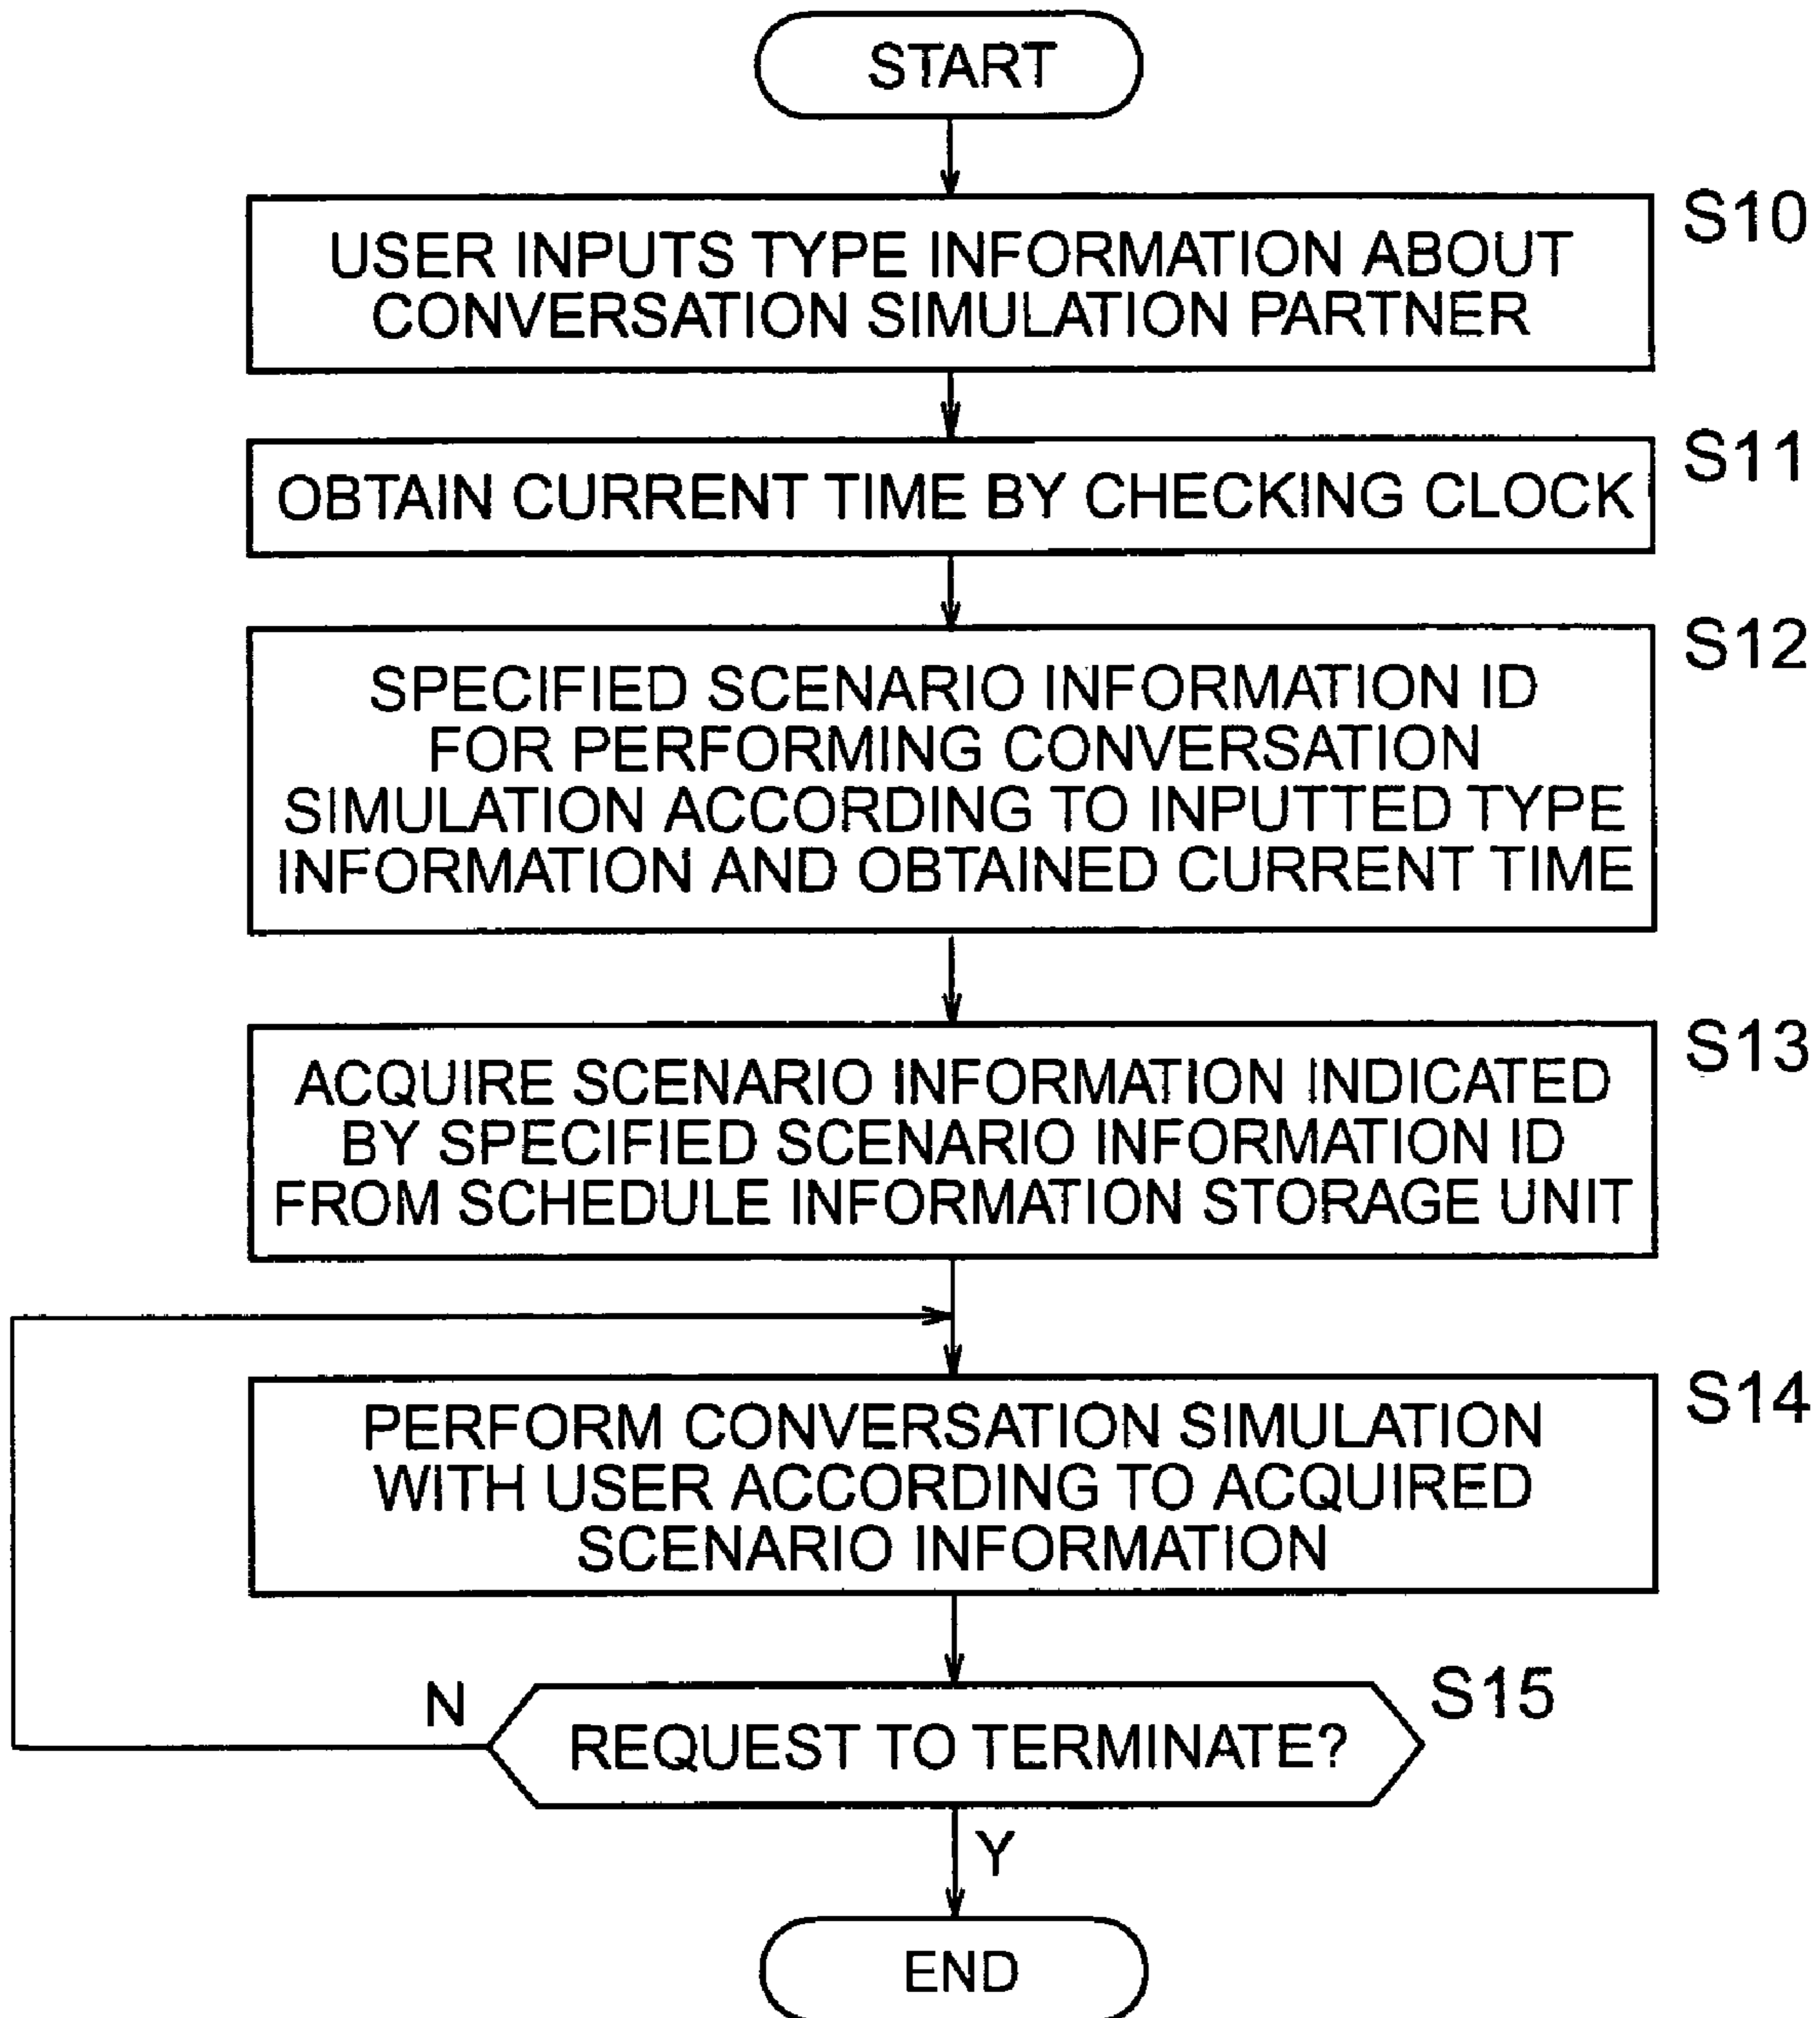 START
S10
USER INPUTS TYPE INFORMATION ABOUT
CONVERSATION SIMULATION PARTNER
S11
OBTAIN CURRENT TIME BY CHECKING CLOCK
S12
SPECIFIED SCENARIO INFORMATION ID
FOR PERFORMING CONVERSATION
SIMULATION ACCORDING TO INPUTTED TYPE
INFORMATION AND OBTAINED CURRENT TIME
S13
ACQUIRE SCENARIO INFORMATION INDICATED
BY SPECIFIED SCENARIO INFORMATION ID
FROM SCHEDULE INFORMATION STORAGE UNIT
S14
PERFORM CONVERSATION SIMULATION
WITH USER ACCORDING TO ACQUIRED
SCENARIO INFORMATION
N
S15
REQUEST TO TERMINATE?
Y
END